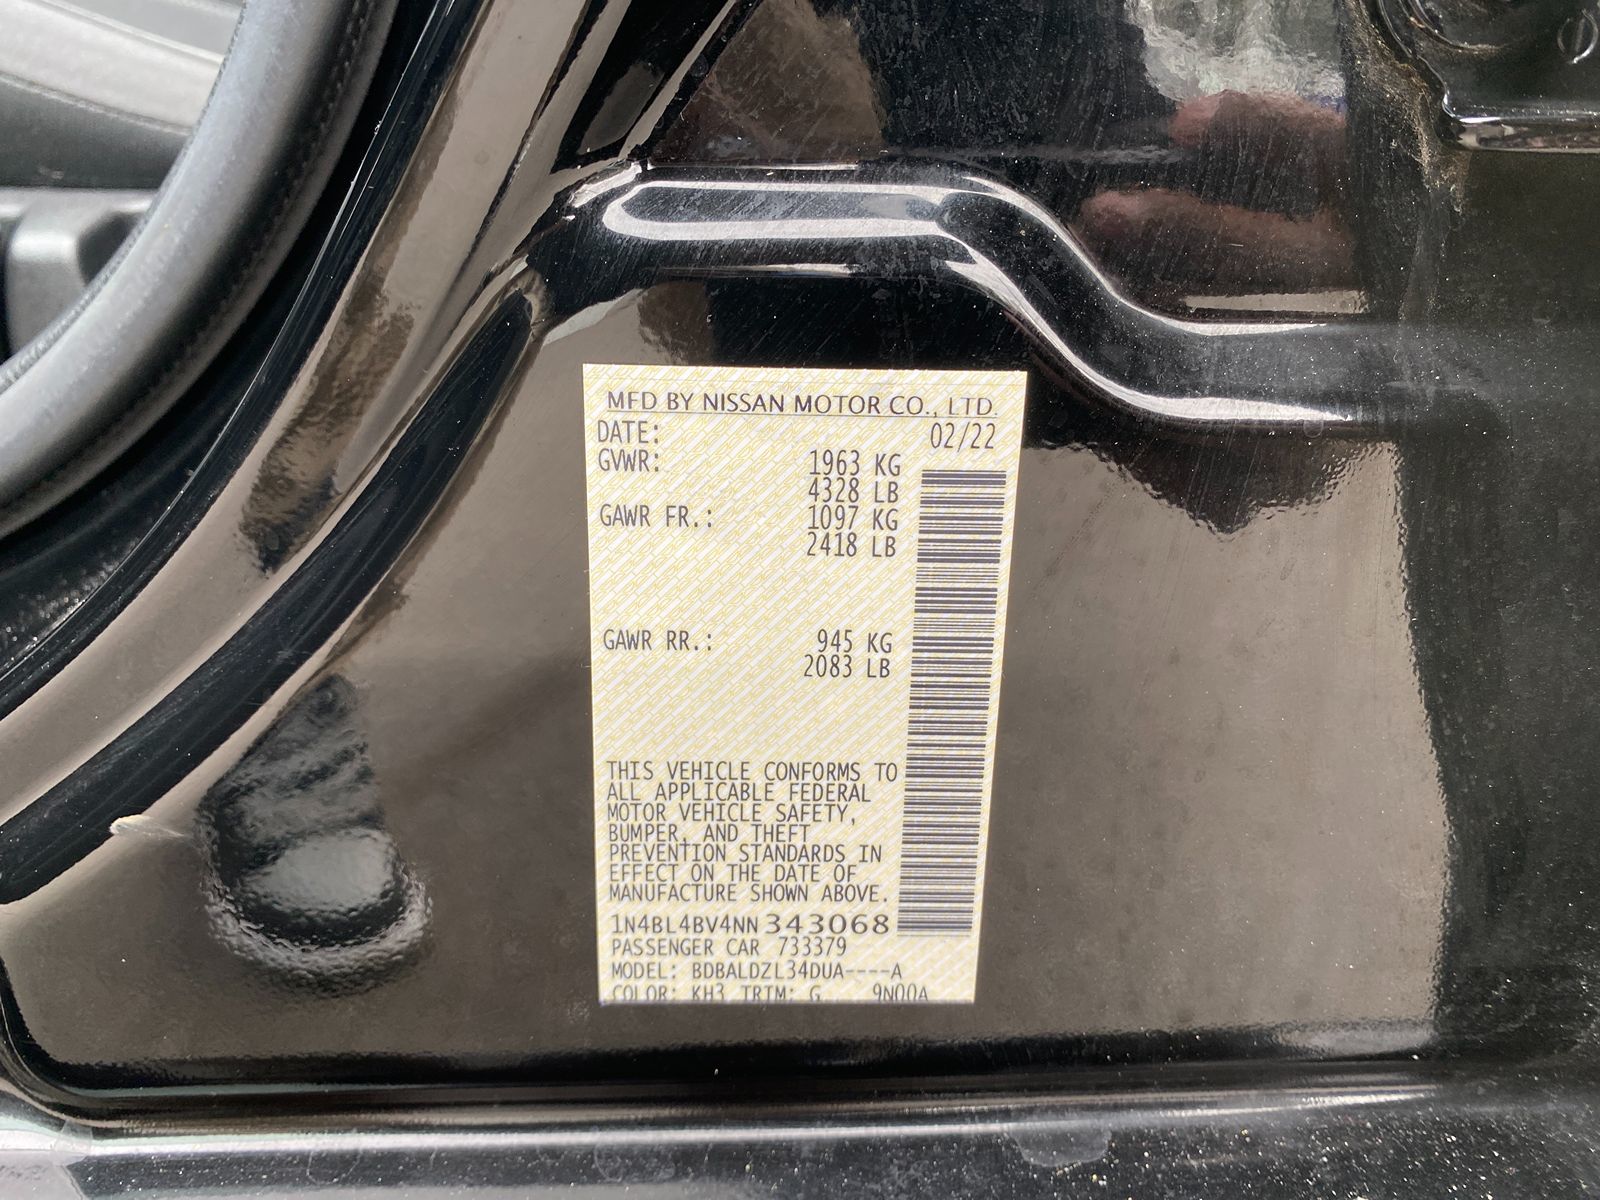 MFD BY NISSAN MOTOR CO., LTD.
DATE: 02/22
GVWR: 1963 KG
4328 LB
GAWR FR.: 1097 KG
2418 LB
GAWR RR.: 945 KG
2083 LB
THIS VEHICLE CONFORMS TO
ALL APPLICABLE FEDERAL
MOTOR VEHICLE SAFETY,
BUMPER, AND THEFT
PREVENTION STANDARDS IN
EFFECT ON THE DATE OF
MANUFACTURE SHOWN ABOVE.
1N4BL4BV4NN343068
PASSENGER CAR 733379
MODEL: BDBALDZL34DUA----A
COLOR: KH3 TRIM: G 9N00A